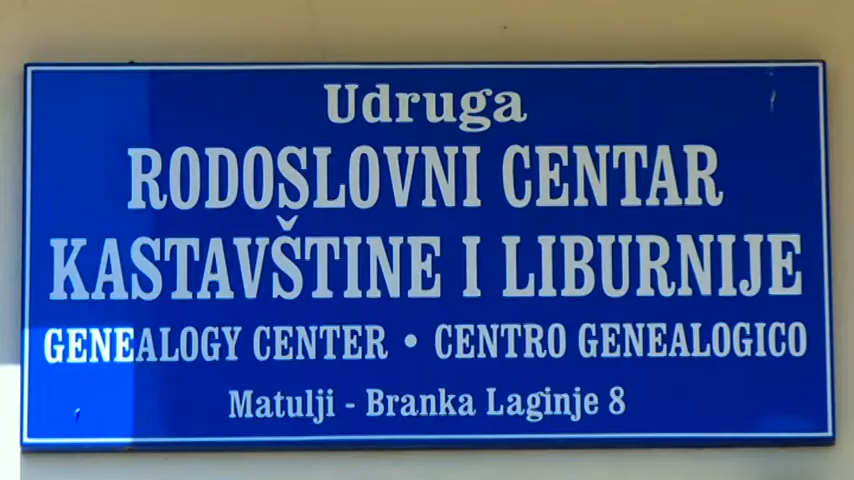 Udruga
RODOSLOVNI CENTAR
KASTAVŠTINE I LIBURNIJE
GENEALOGY CENTER • CENTRO GENEALOGICO
Matulji - Branka Laginje 8